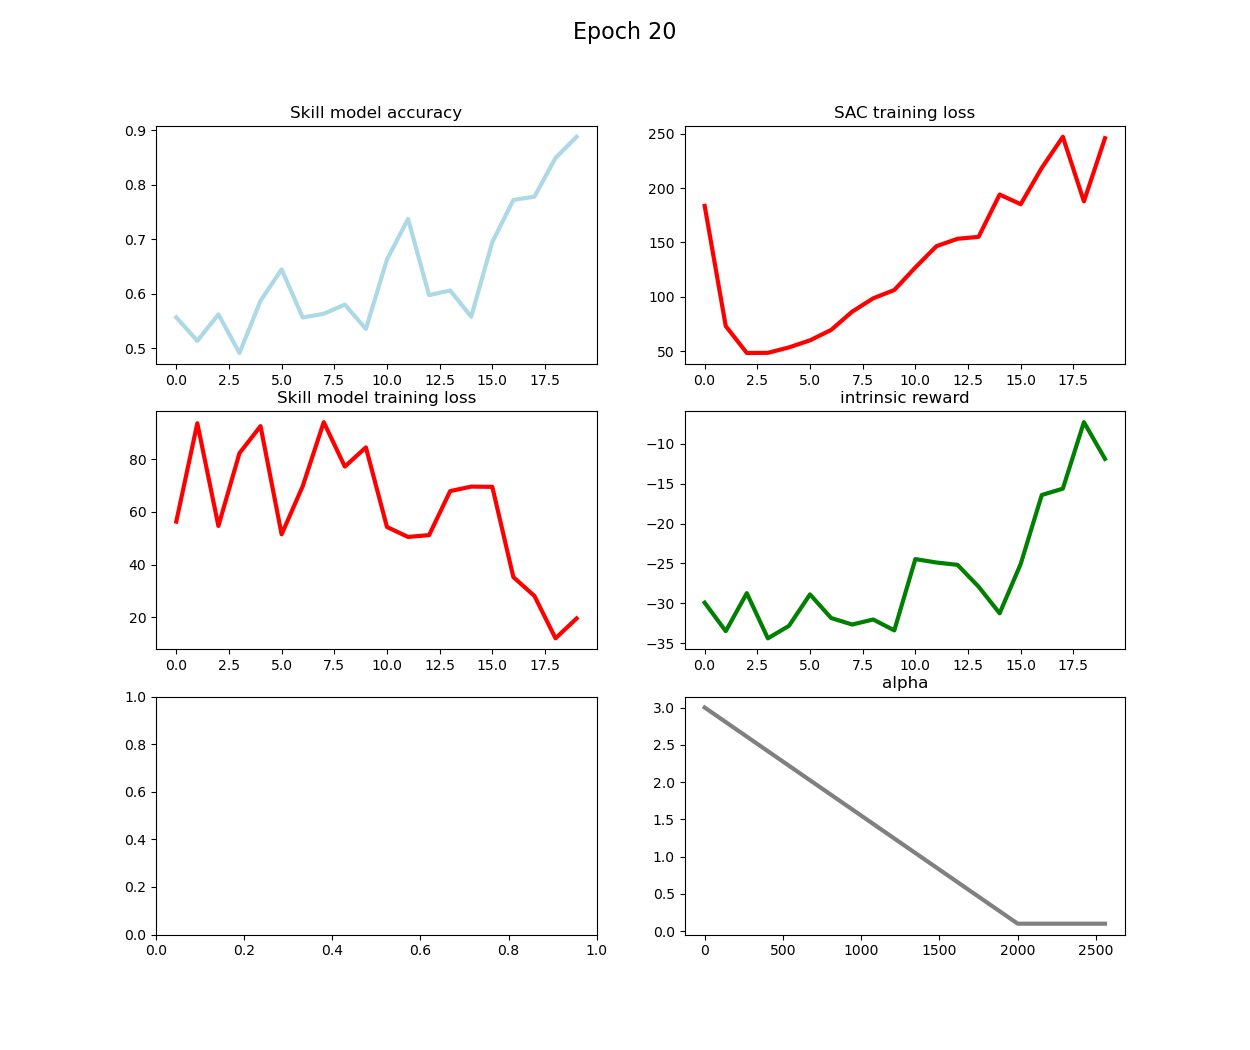 Epoch 20
Skill model accuracy
0.9
0.8
0.7
0.6
0.5
0.0 2.5 5.0 7.5 10.0 12.5 15.0 17.5
SAC training loss
250
200
150
100
50
0.0 2.5 5.0 7.5 10.0 12.5 15.0 17.5
Skill model training loss
80
60
40
20
0.0 2.5 5.0 7.5 10.0 12.5 15.0 17.5
intrinsic reward
−10
−15
−20
−25
−30
−35
0.0 2.5 5.0 7.5 10.0 12.5 15.0 17.5
1.0
0.8
0.6
0.4
0.2
0.0
0.0 0.2 0.4 0.6 0.8 1.0
alpha
3.0
2.5
2.0
1.5
1.0
0.5
0.0
0 500 1000 1500 2000 2500